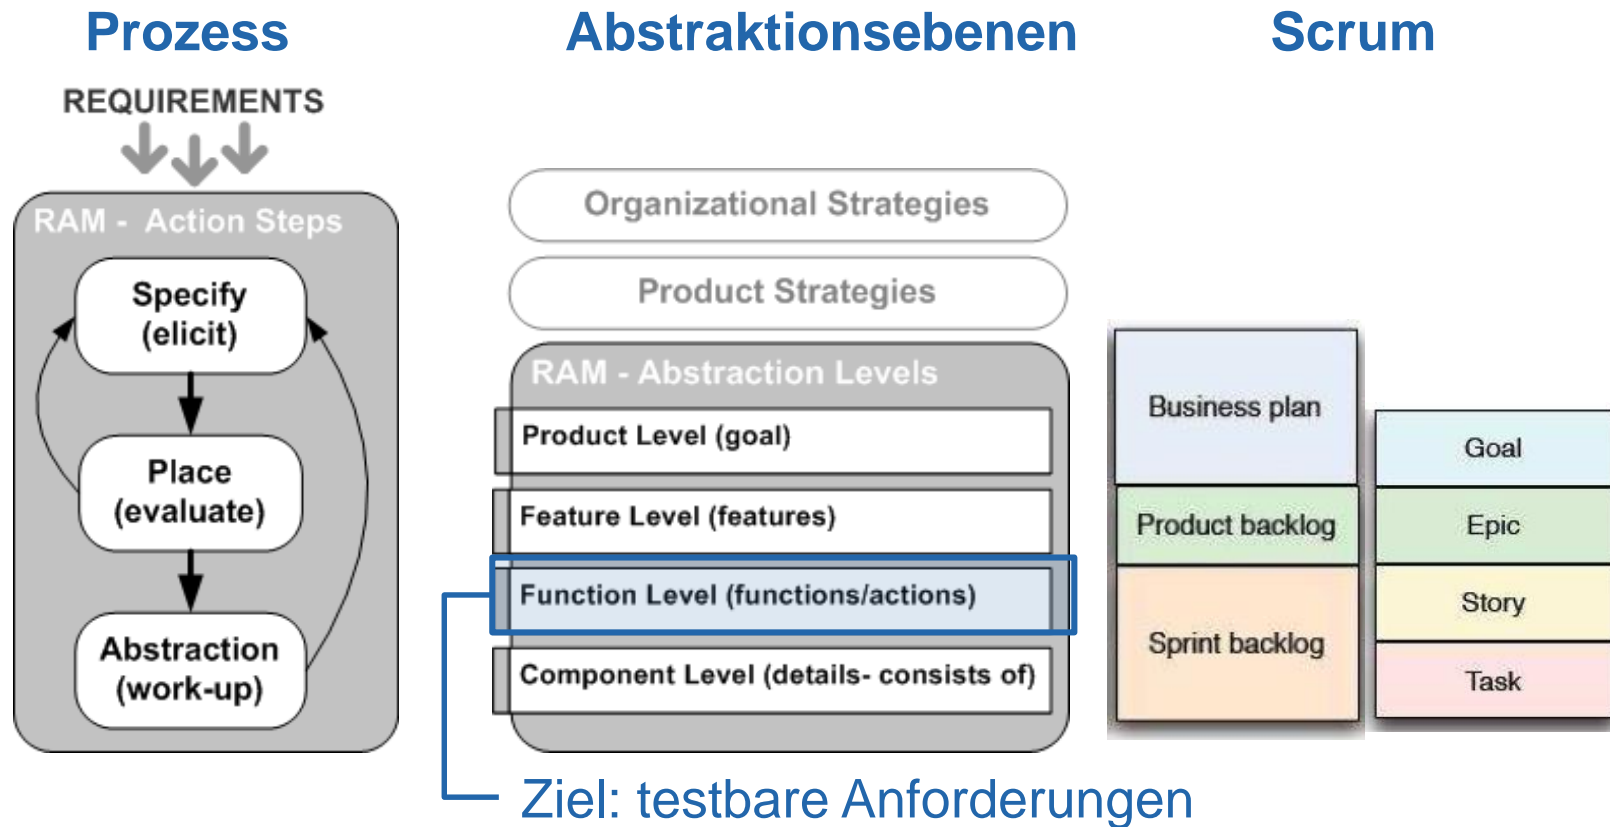 Prozess
Abstraktionsebenen
Scrum
REQUIREMENTS
RAM - Action Steps
Specify
(elicit)
Place
(evaluate)
Abstraction
(work-up)
Organizational Strategies
Product Strategies
RAM - Abstraction Levels
Product Level (goal)
Feature Level (features)
Function Level (functions/actions)
Component Level (details- consists of)
Business plan
Product backlog
Sprint backlog
Goal
Epic
Story
Task
Ziel: testbare Anforderungen